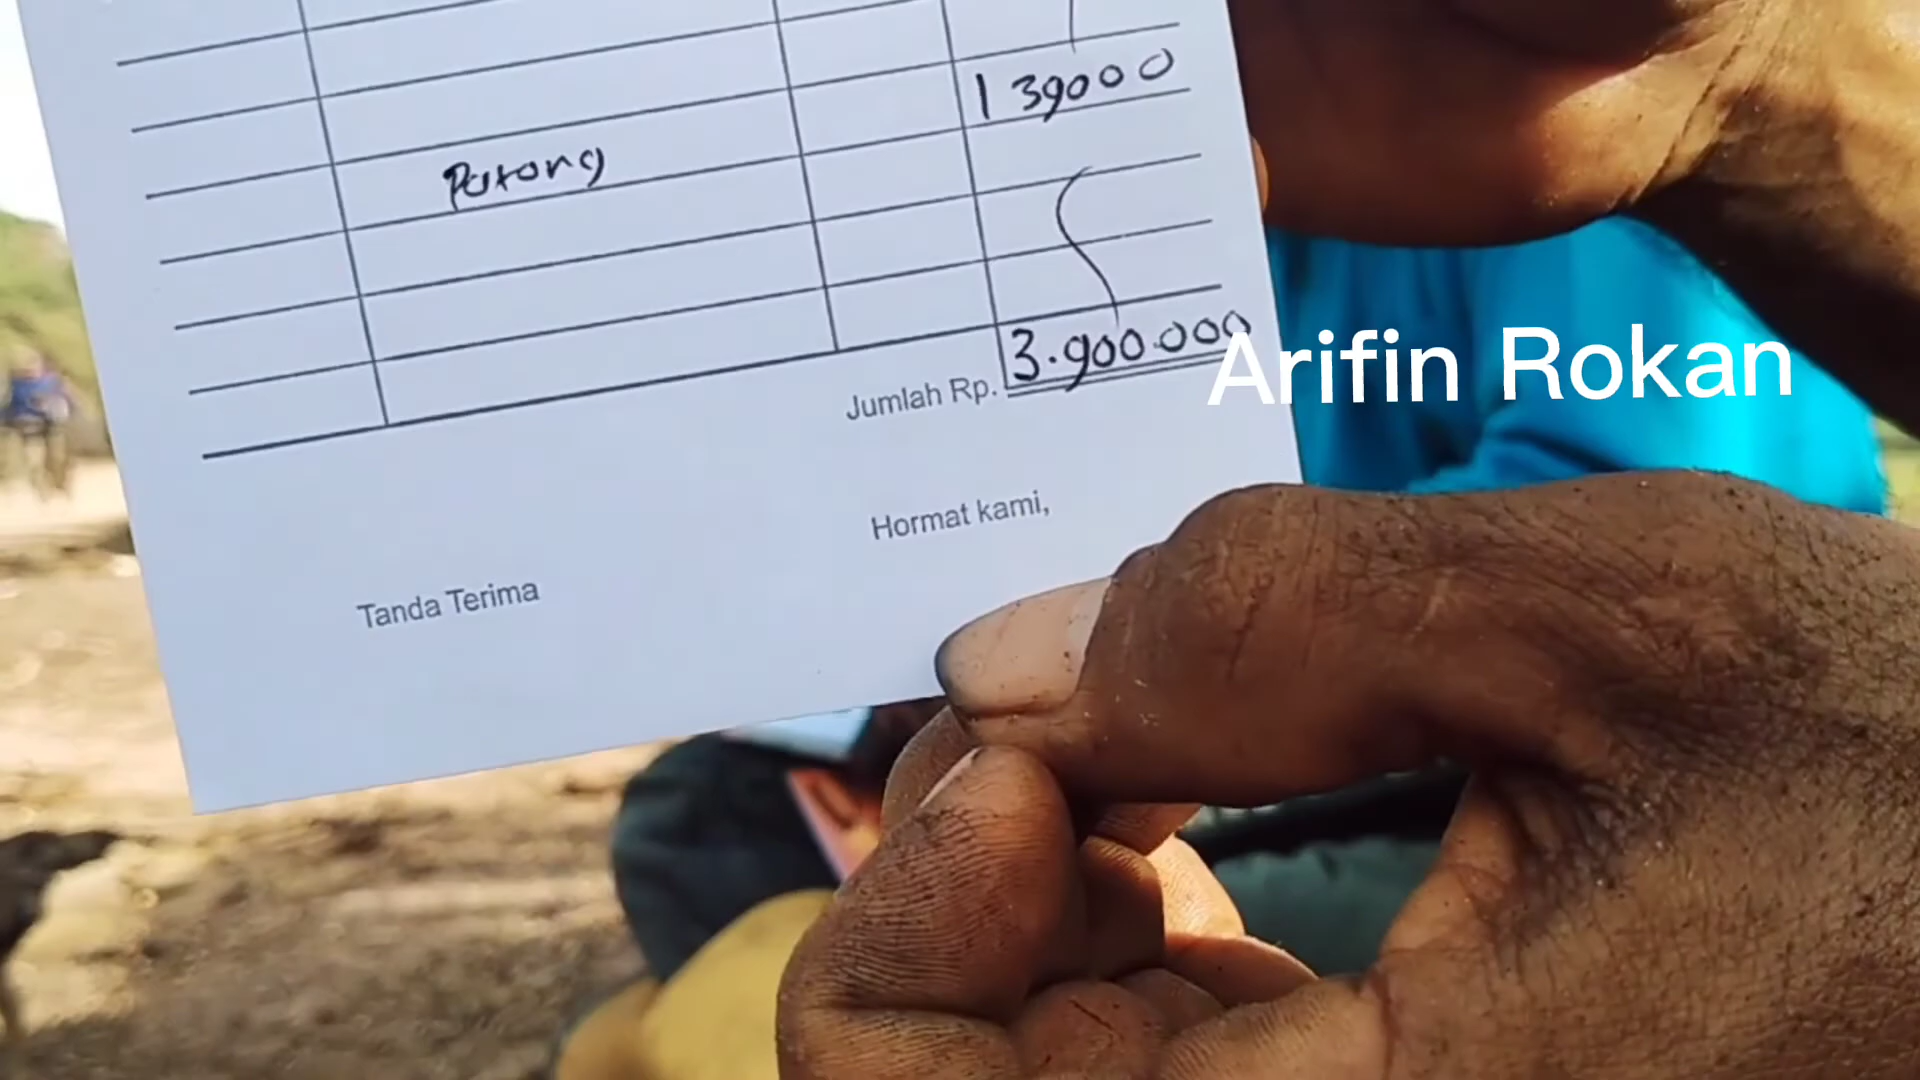 139000
Potong
3.900.000
Jumlah Rp.
Arifin Rokan
Hormat kami,
Tanda Terima